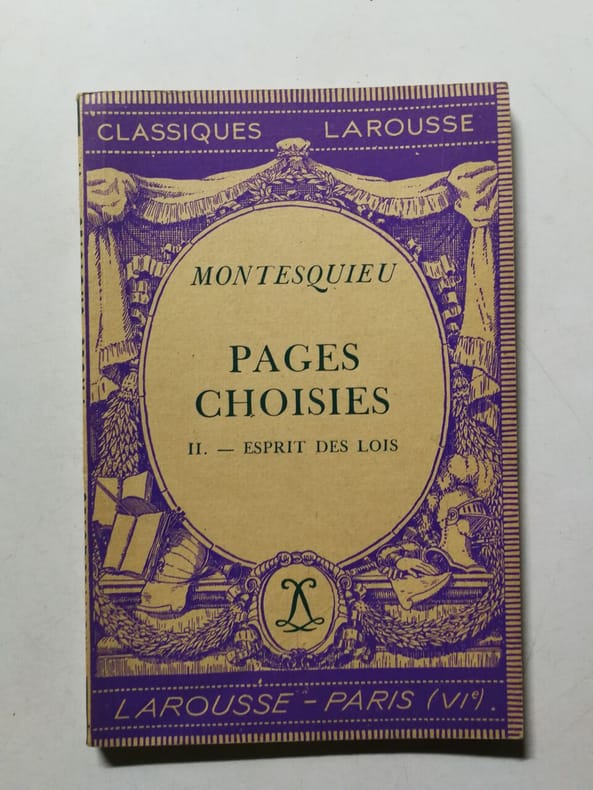 CLASSIQUES LAROUSSE
MONTESQUIEU
PAGES
CHOISIES
II. — ESPRIT DES LOIS
LAROUSSE - PARIS (VIe).